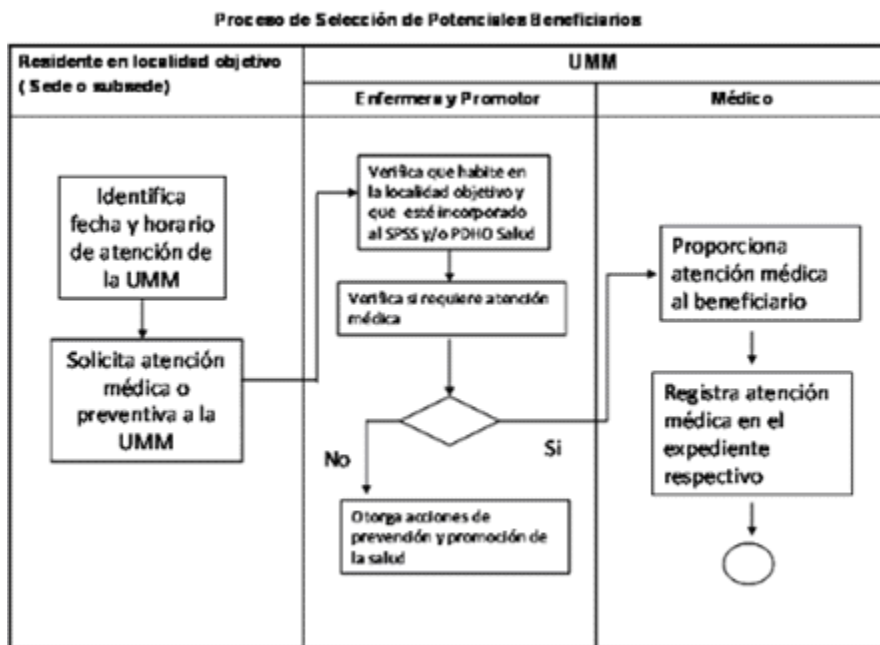 Proceso de Selección de Potenciales Beneficiarios
Residente en localidad objetivo
( Sede o subsede)
UMM
Enfermera y Promotor
Médico
Identifica
fecha y horario
de atención de
la UMM
Solicita atención
médica o
preventiva a la
UMM
Verifica que habite en
la localidad objetivo y
que esté incorporado
al SPSS y/o PDHO Salud
Verifica si requiere atención
médica
No
Si
Otorga acciones de
prevención y promoción de
la salud
Proporciona
atención médica
al beneficiario
Registra atención
médica en el
expediente
respectivo